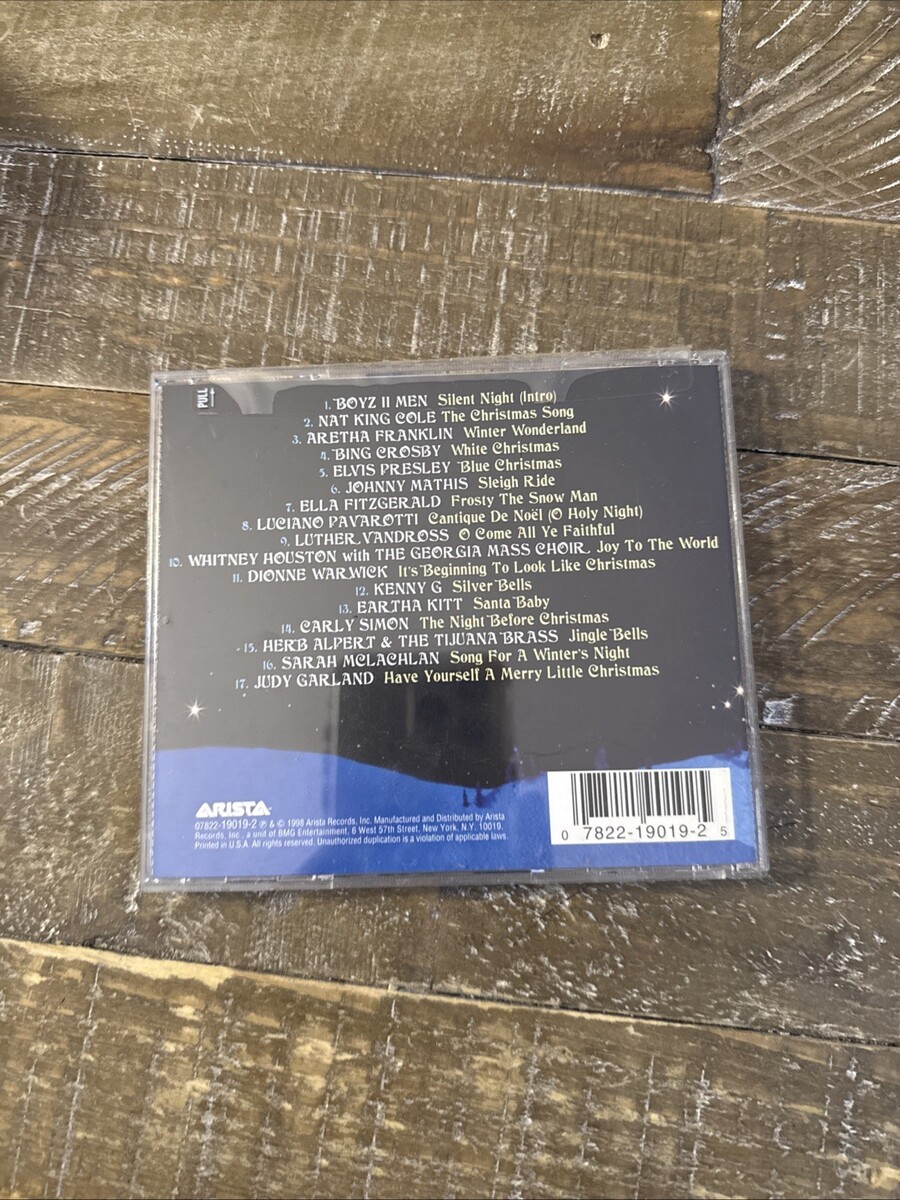 PULL
1. BOYZ II MEN Silent Night (Intro)
2. NAT KING COLE The Christmas Song
3. ARETHA FRANKLIN Winter Wonderland
4. BING CROSBY White Christmas
5. ELVIS PRESLEY Blue Christmas
6. JOHNNY MATHIS Sleigh Ride
7. ELLA FITZGERALD Frosty The Snow Man
8. LUCIANO PAVAROTTI Cantique De Noël (O Holy Night)
9. LUTHER VANDROSS O Come All Ye Faithful
10. WHITNEY HOUSTON with THE GEORGIA MASS CHOIR Joy To The World
11. DIONNE WARWICK It's Beginning To Look Like Christmas
12. KENNY G Silver Bells
13. EARTHA KITT Santa Baby
14. CARLY SIMON The Night Before Christmas
15. HERB ALPERT & THE TIJUANA BRASS Jingle Bells
16. SARAH MCLACHLAN Song For A Winter's Night
17. JUDY GARLAND Have Yourself A Merry Little Christmas
ARISTA
07822-19019-2 ℗ & © 1998 Arista Records, Inc. Manufactured and Distributed by Arista
Records, Inc., a unit of BMG Entertainment, 6 West 57th Street, New York, N.Y. 10019.
Printed in U.S.A. All rights reserved. Unauthorized duplication is a violation of applicable laws.
0 7822-19019-2 5